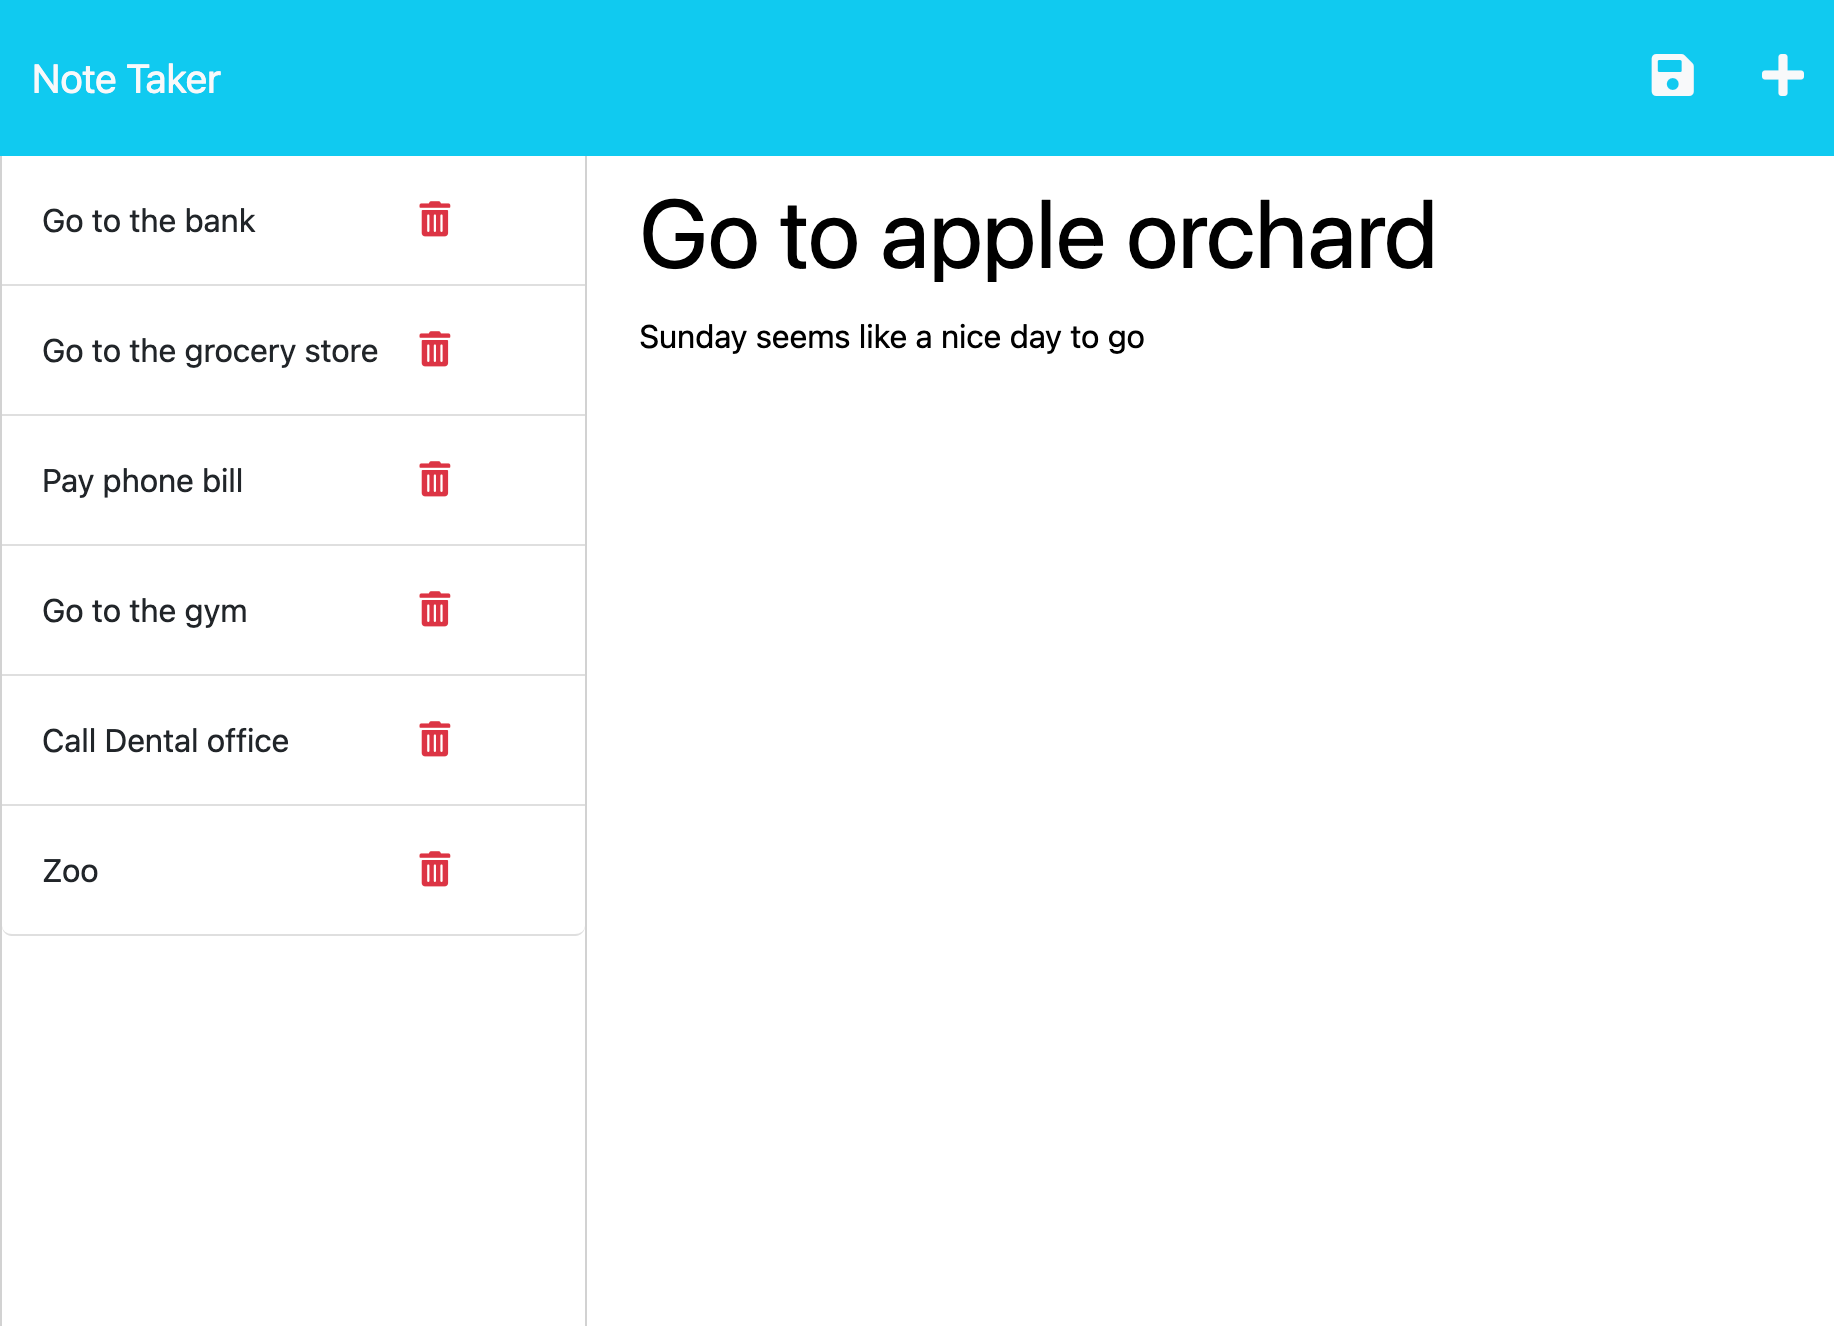 Note Taker
Go to the bank
Go to the grocery store
Pay phone bill
Go to the gym
Call Dental office
Zoo
Go to apple orchard
Sunday seems like a nice day to go